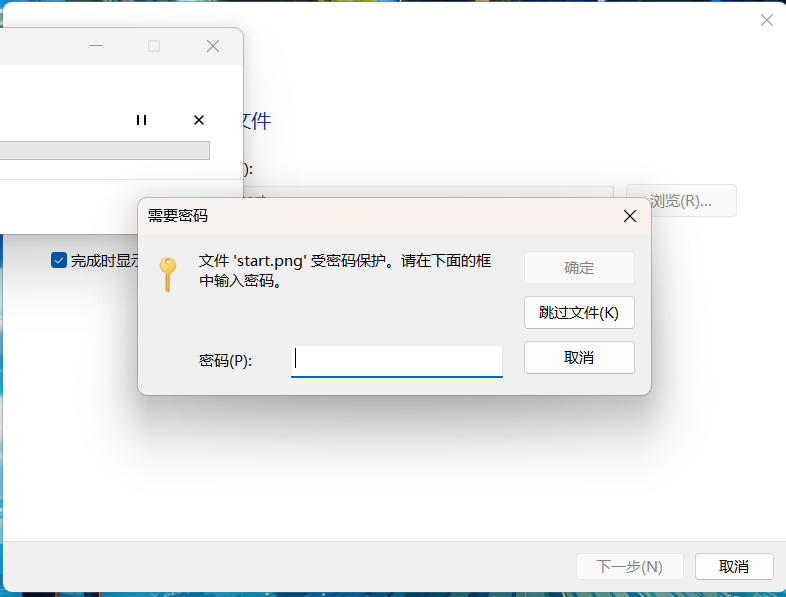 文件
):
浏览(R)...
需要密码
完成时显示
文件 'start.png' 受密码保护。请在下面的框
中输入密码。
确定
跳过文件(K)
取消
密码(P):
下一步(N)
取消